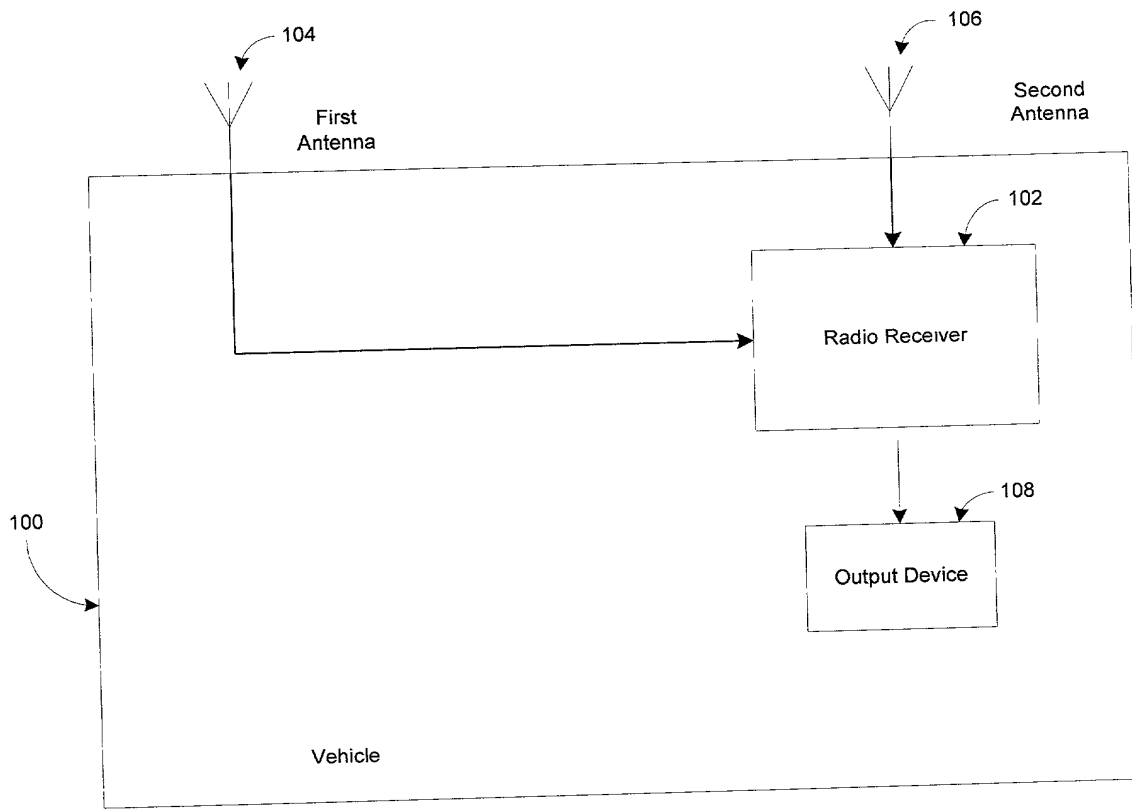 104
106
First
Antenna
Second
Antenna
102
Radio Receiver
108
100
Output Device
Vehicle